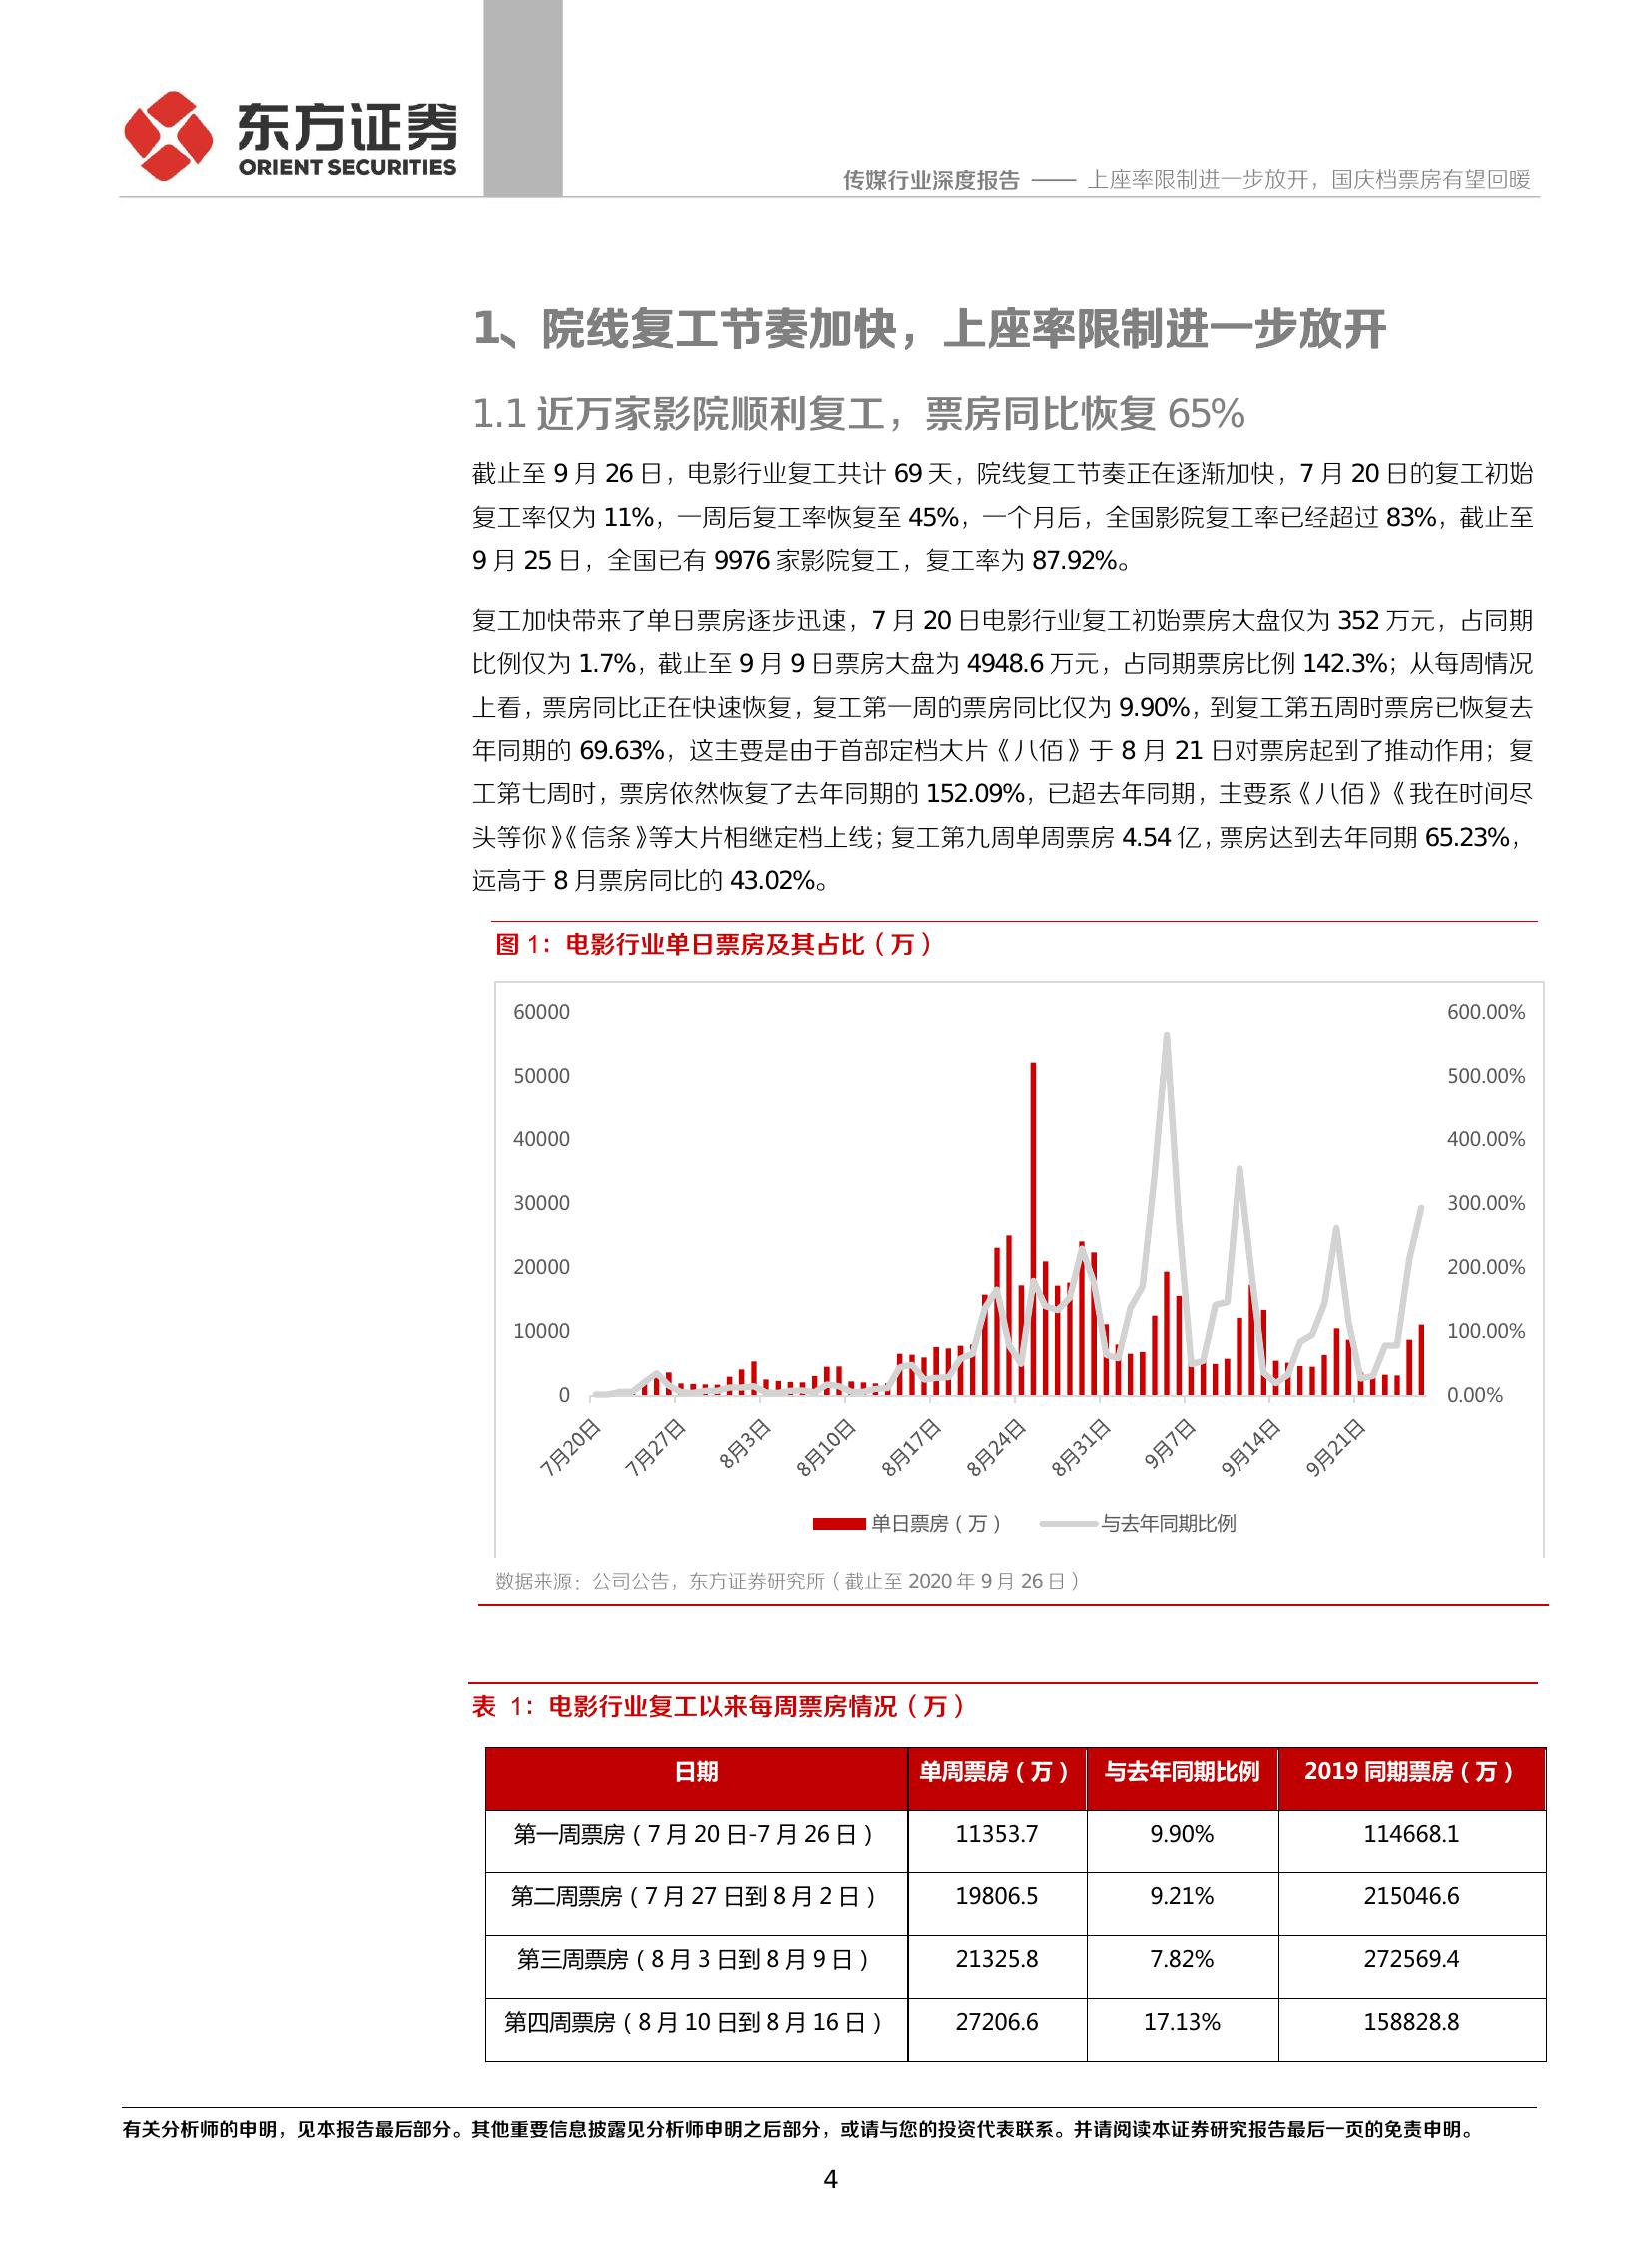 东方证券
ORIENT SECURITIES
传媒行业深度报告 —— 上座率限制进一步放开，国庆档票房有望回暖
1、院线复工节奏加快，上座率限制进一步放开
1.1 近万家影院顺利复工，票房同比恢复 65%
截止至 9 月 26 日，电影行业复工共计 69 天，院线复工节奏正在逐渐加快，7 月 20 日的复工初始
复工率仅为 11%，一周后复工率恢复至 45%，一个月后，全国影院复工率已经超过 83%，截止至
9 月 25 日，全国已有 9976 家影院复工，复工率为 87.92%。
复工加快带来了单日票房逐步迅速，7 月 20 日电影行业复工初始票房大盘仅为 352 万元，占同期
比例仅为 1.7%，截止至 9 月 9 日票房大盘为 4948.6 万元，占同期票房比例 142.3%；从每周情况
上看，票房同比正在快速恢复，复工第一周的票房同比仅为 9.90%，到复工第五周时票房已恢复去
年同期的 69.63%，这主要是由于首部定档大片《八佰》于 8 月 21 日对票房起到了推动作用；复
工第七周时，票房依然恢复了去年同期的 152.09%，已超去年同期，主要系《八佰》《我在时间尽
头等你》《信条》等大片相继定档上线；复工第九周单周票房 4.54 亿，票房达到去年同期 65.23%，
远高于 8 月票房同比的 43.02%。
图 1：电影行业单日票房及其占比（万）
60000 600.00%
50000 500.00%
40000 400.00%
30000 300.00%
20000 200.00%
10000 100.00%
0 0.00%
7月20日 7月27日 8月3日 8月10日 8月17日 8月24日 8月31日 9月7日 9月14日 9月21日
单日票房（万） 与去年同期比例
数据来源：公司公告，东方证券研究所（截止至 2020 年 9 月 26 日）
表 1：电影行业复工以来每周票房情况（万）
日期 单周票房（万） 与去年同期比例 2019 同期票房（万）
第一周票房（7 月 20 日-7 月 26 日） 11353.7 9.90% 114668.1
第二周票房（7 月 27 日到 8 月 2 日） 19806.5 9.21% 215046.6
第三周票房（8 月 3 日到 8 月 9 日） 21325.8 7.82% 272569.4
第四周票房（8 月 10 日到 8 月 16 日） 27206.6 17.13% 158828.8
有关分析师的申明，见本报告最后部分。其他重要信息披露见分析师申明之后部分，或请与您的投资代表联系。并请阅读本证券研究报告最后一页的免责申明。
4